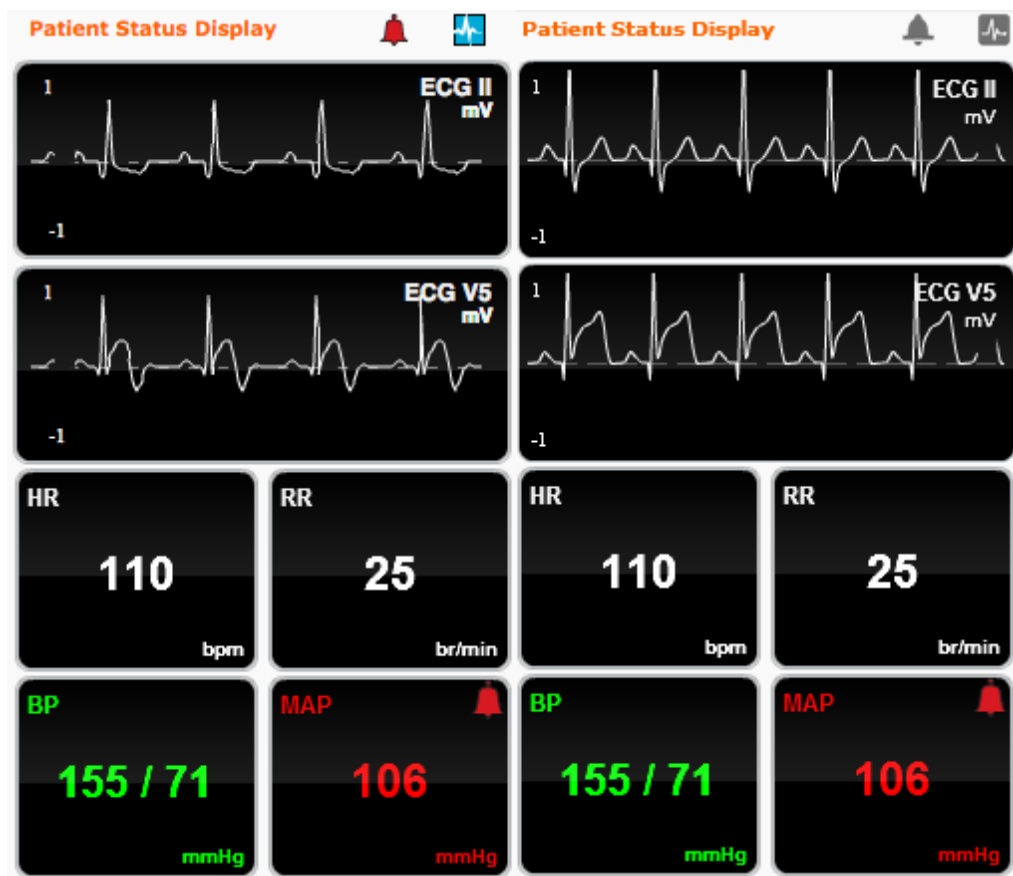 Patient Status Display
1
ECG II
mV
-1
1
ECG V5
mV
-1
HR
110
bpm
RR
25
br/min
BP
155 / 71
mmHg
MAP
106
mmHg
Patient Status Display
1
ECG II
mV
-1
1
ECG V5
mV
-1
HR
110
bpm
RR
25
br/min
BP
155 / 71
mmHg
MAP
106
mmHg